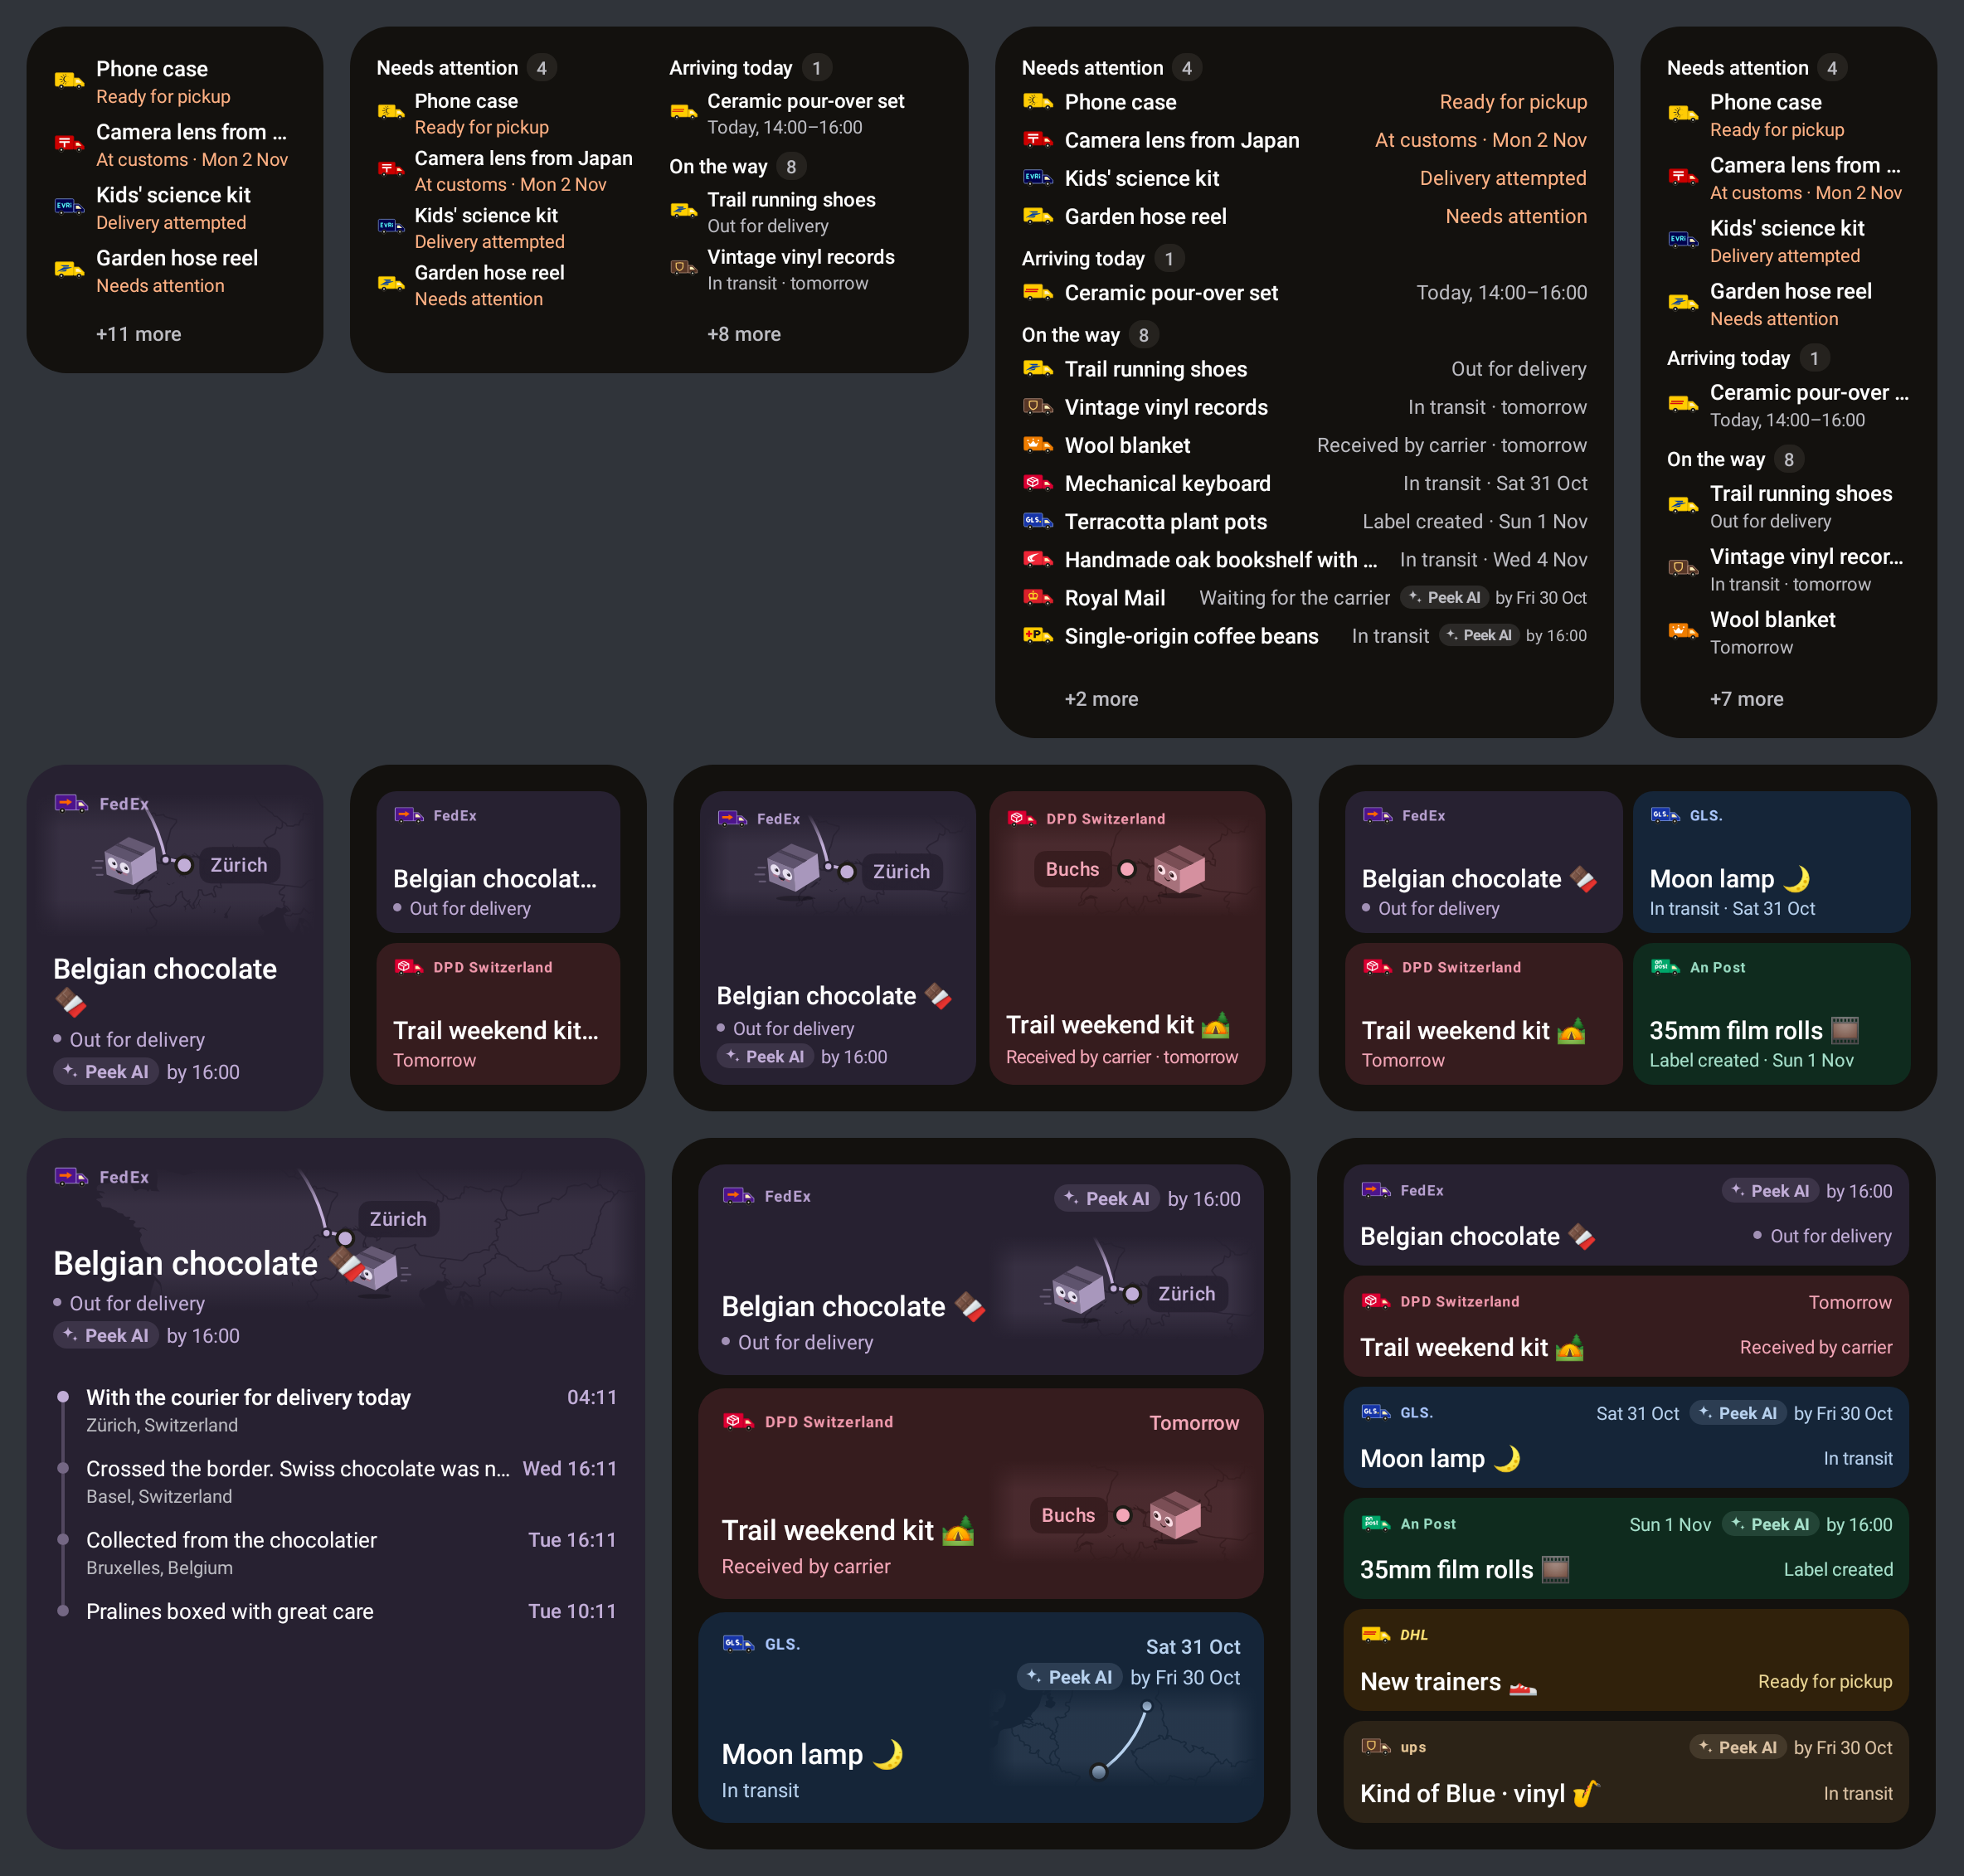 Phone case
Ready for pickup
Camera lens from ...
At customs · Mon 2 Nov
Kids' science kit
Delivery attempted
Garden hose reel
Needs attention
+11 more
Needs attention 4
Phone case
Ready for pickup
Camera lens from Japan
At customs · Mon 2 Nov
Kids' science kit
Delivery attempted
Garden hose reel
Needs attention
Arriving today 1
Ceramic pour-over set
Today, 14:00–16:00
On the way 8
Trail running shoes
Out for delivery
Vintage vinyl records
In transit · tomorrow
+8 more
Needs attention 4
Phone case Ready for pickup
Camera lens from Japan At customs · Mon 2 Nov
Kids' science kit Delivery attempted
Garden hose reel Needs attention
Arriving today 1
Ceramic pour-over set Today, 14:00–16:00
On the way 8
Trail running shoes Out for delivery
Vintage vinyl records In transit · tomorrow
Wool blanket Received by carrier · tomorrow
Mechanical keyboard In transit · Sat 31 Oct
Terracotta plant pots Label created · Sun 1 Nov
Handmade oak bookshelf with ... In transit · Wed 4 Nov
Royal Mail Waiting for the carrier Peek AI by Fri 30 Oct
Single-origin coffee beans In transit Peek AI by 16:00
+2 more
Needs attention 4
Phone case
Ready for pickup
Camera lens from ...
At customs · Mon 2 Nov
Kids' science kit
Delivery attempted
Garden hose reel
Needs attention
Arriving today 1
Ceramic pour-over ...
Today, 14:00–16:00
On the way 8
Trail running shoes
Out for delivery
Vintage vinyl recor...
In transit · tomorrow
Wool blanket
Tomorrow
+7 more
FedEx
Zürich
Belgian chocolate 🍫
Out for delivery
Peek AI by 16:00
FedEx
Belgian chocolat...
Out for delivery
DPD Switzerland
Trail weekend kit...
Tomorrow
FedEx
Zürich
Belgian chocolate 🍫
Out for delivery
Peek AI by 16:00
DPD Switzerland
Buchs
Trail weekend kit 🏕️
Received by carrier · tomorrow
FedEx
Belgian chocolate 🍫
Out for delivery
GLS.
Moon lamp 🌙
In transit · Sat 31 Oct
DPD Switzerland
Trail weekend kit 🏕️
Tomorrow
An Post
35mm film rolls 🎞️
Label created · Sun 1 Nov
FedEx
Zürich
Belgian chocolate 🍫
Out for delivery
Peek AI by 16:00
With the courier for delivery today 04:11
Zürich, Switzerland
Crossed the border. Swiss chocolate was n... Wed 16:11
Basel, Switzerland
Collected from the chocolatier Tue 16:11
Bruxelles, Belgium
Pralines boxed with great care Tue 10:11
FedEx Peek AI by 16:00
Zürich
Belgian chocolate 🍫
Out for delivery
DPD Switzerland Tomorrow
Buchs
Trail weekend kit 🏕️
Received by carrier
GLS. Sat 31 Oct
Peek AI by Fri 30 Oct
Moon lamp 🌙
In transit
FedEx Peek AI by 16:00
Belgian chocolate 🍫 Out for delivery
DPD Switzerland Tomorrow
Trail weekend kit 🏕️ Received by carrier
GLS. Sat 31 Oct Peek AI by Fri 30 Oct
Moon lamp 🌙 In transit
An Post Sun 1 Nov Peek AI by 16:00
35mm film rolls 🎞️ Label created
DHL
New trainers 👟 Ready for pickup
ups Peek AI by Fri 30 Oct
Kind of Blue · vinyl 🎷 In transit